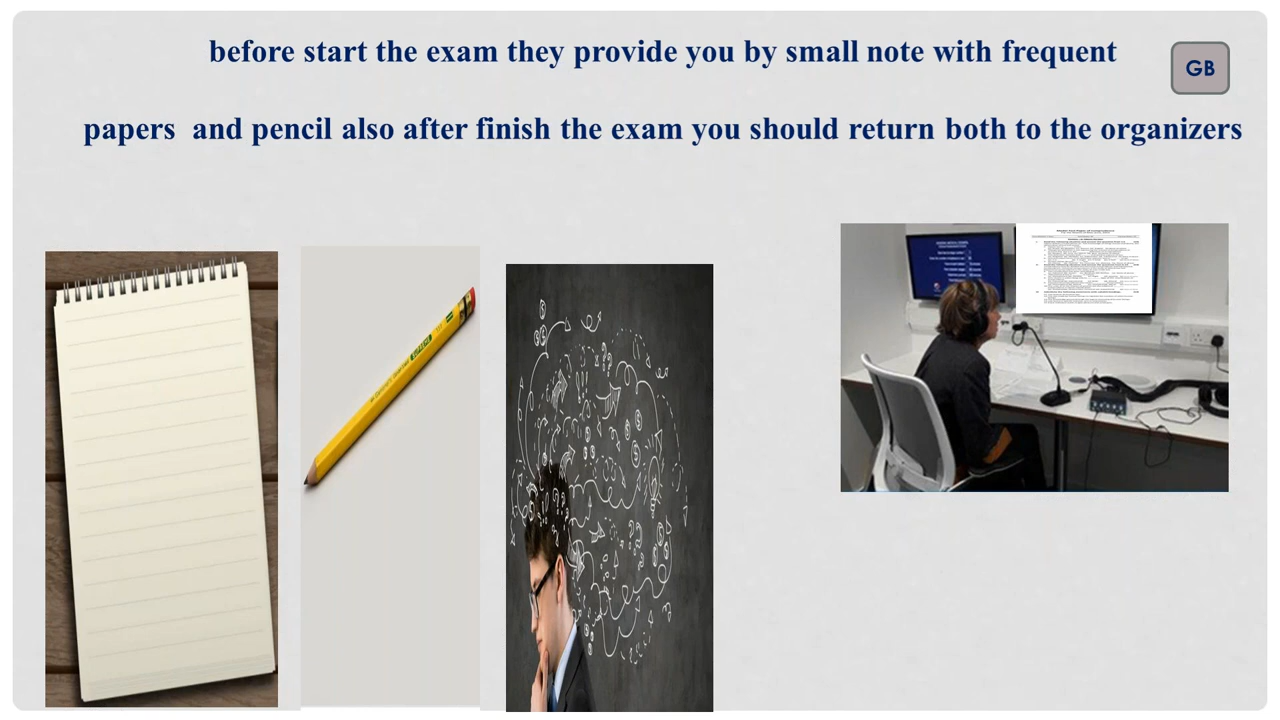 before start the exam they provide you by small note with frequent
GB
papers and pencil also after finish the exam you should return both to the organizers